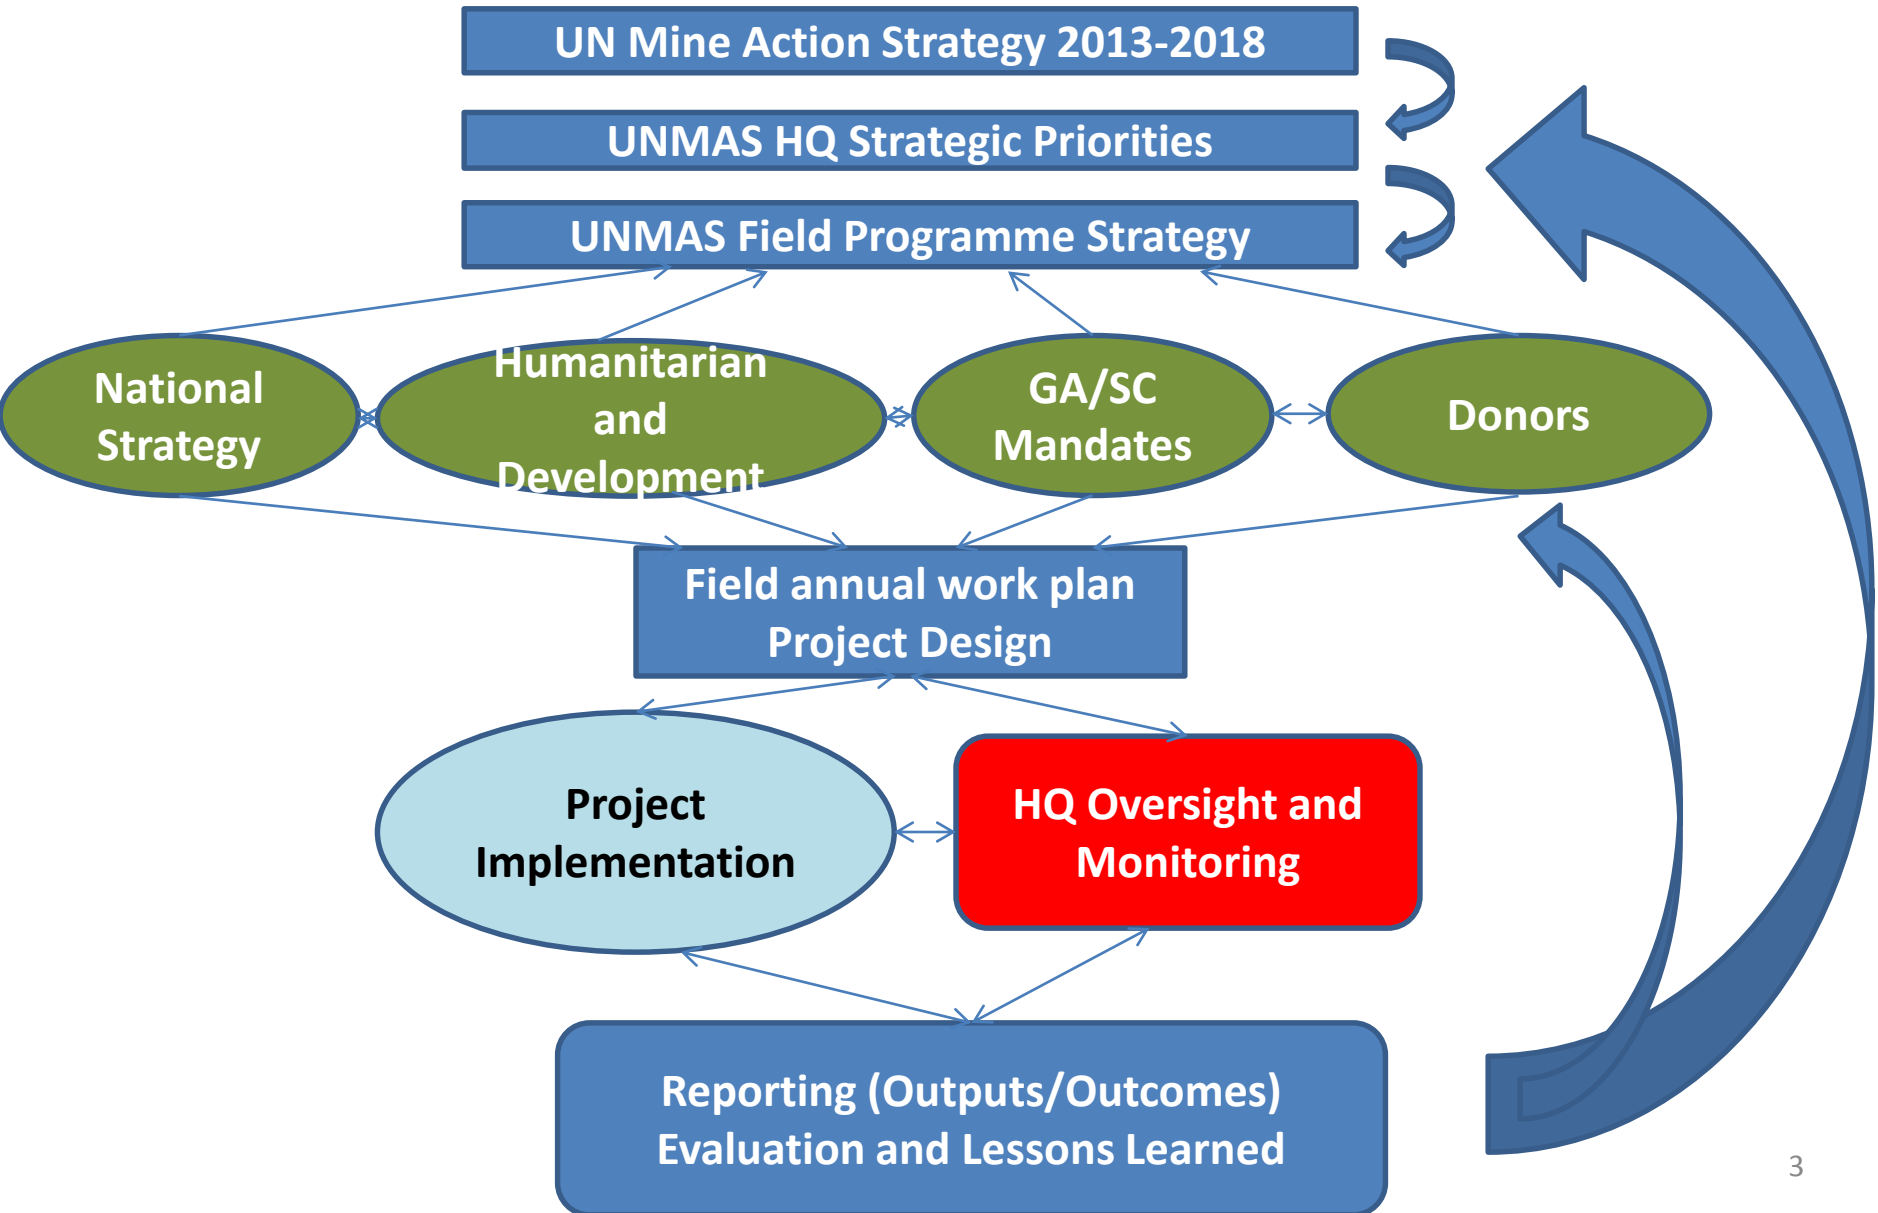 UN Mine Action Strategy 2013-2018
UNMAS HQ Strategic Priorities
UNMAS Field Programme Strategy
National
Strategy
Humanitarian
and
Development
GA/SC
Mandates
Donors
Field annual work plan
Project Design
Project
Implementation
HQ Oversight and
Monitoring
Reporting (Outputs/Outcomes)
Evaluation and Lessons Learned
3